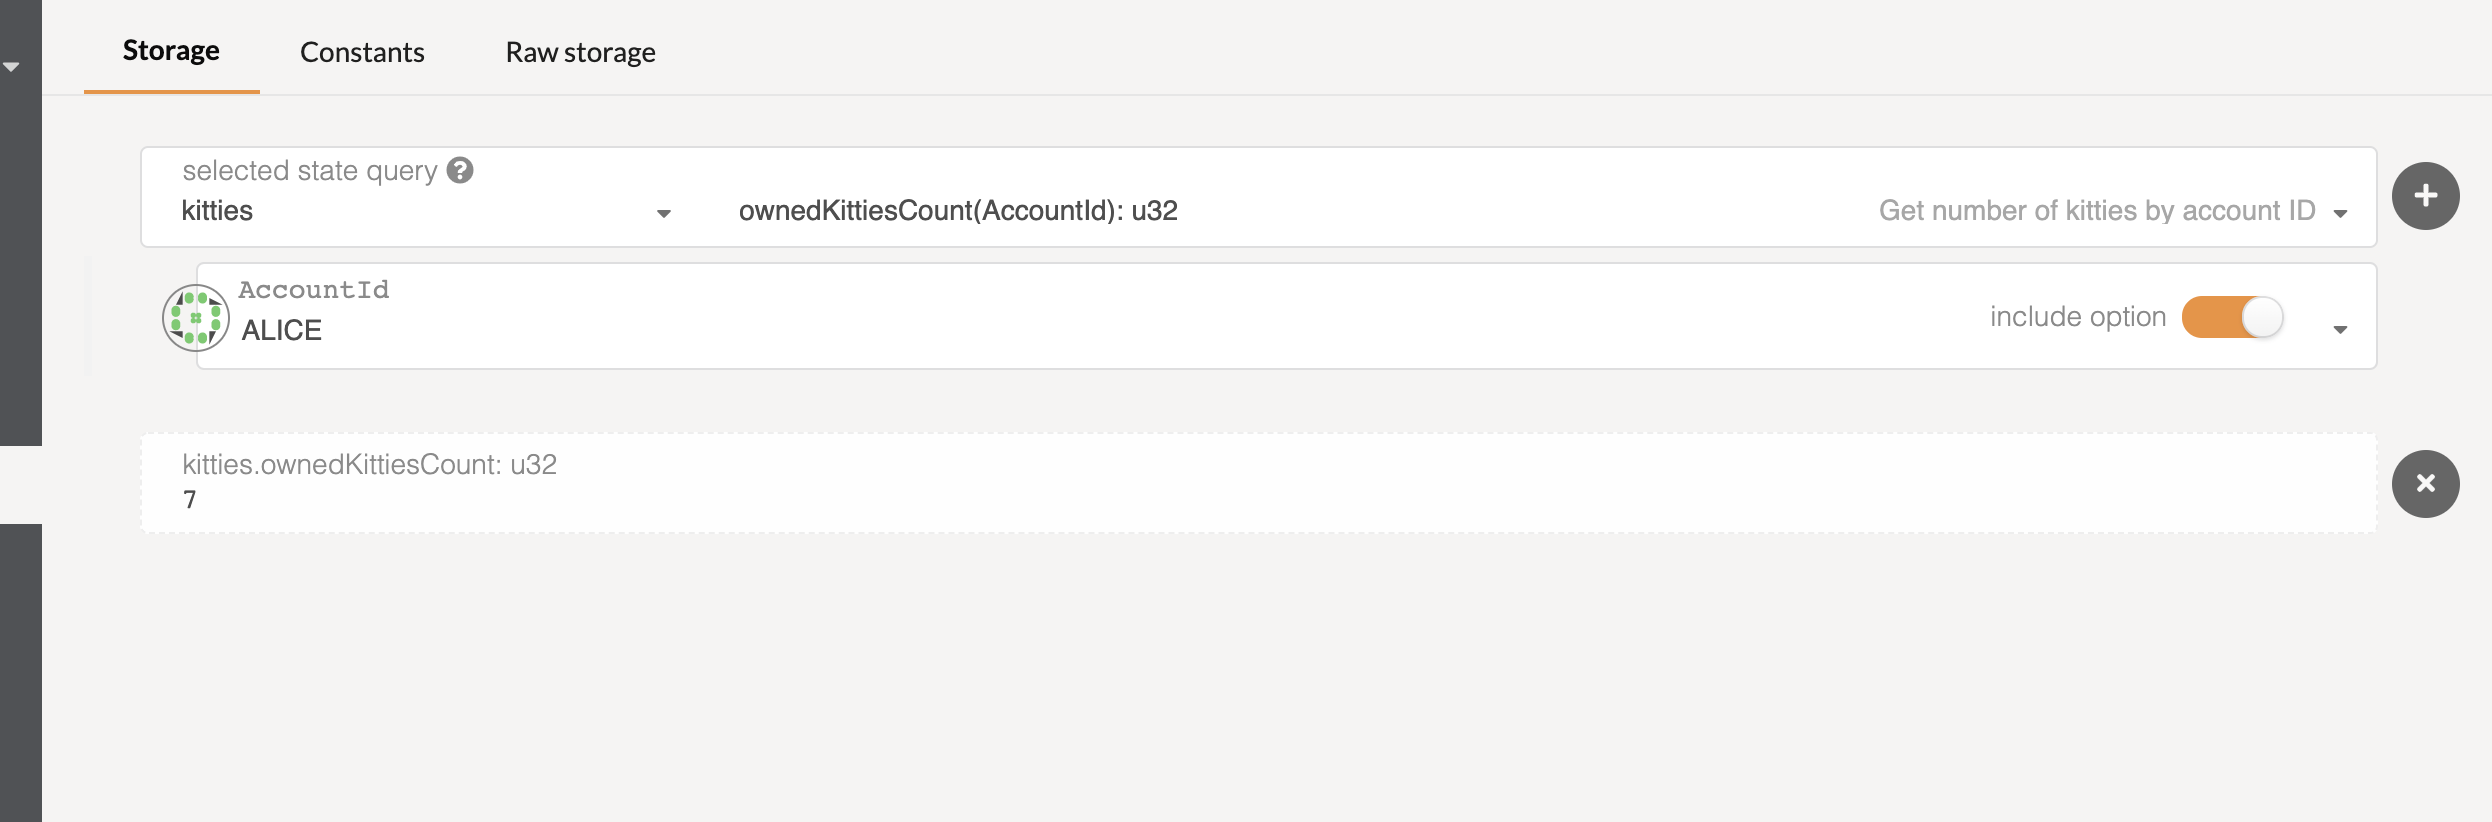 Storage Constants Raw storage
selected state query ?
kitties ownedKittiesCount(AccountId): u32 Get number of kitties by account ID
AccountId
ALICE
include option
kitties.ownedKittiesCount: u32
7